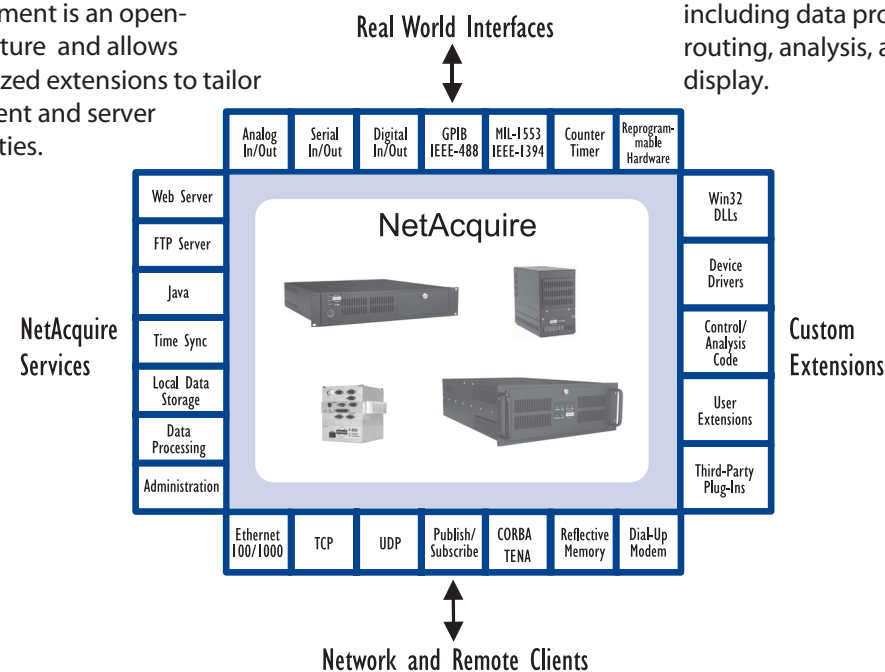 ment is an open-
ture and allows
zed extensions to tailor
ent and server
ties.
including data pro
routing, analysis, a
display.
Real World Interfaces
Analog
In/Out
Serial
In/Out
Digital
In/Out
GPIB
IEEE-488
MIL-1553
IEEE-1394
Counter
Timer
Reprogram-
mable
Hardware
NetAcquire
Services
Web Server
FTP Server
Java
Time Sync
Local Data
Storage
Data
Processing
Administration
NetAcquire
Win32
DLLs
Device
Drivers
Control/
Analysis
Code
User
Extensions
Third-Party
Plug-Ins
Custom
Extensions
Ethernet
100/1000
TCP
UDP
Publish/
Subscribe
CORBA
TENA
Reflective
Memory
Dial-Up
Modem
Network and Remote Clients